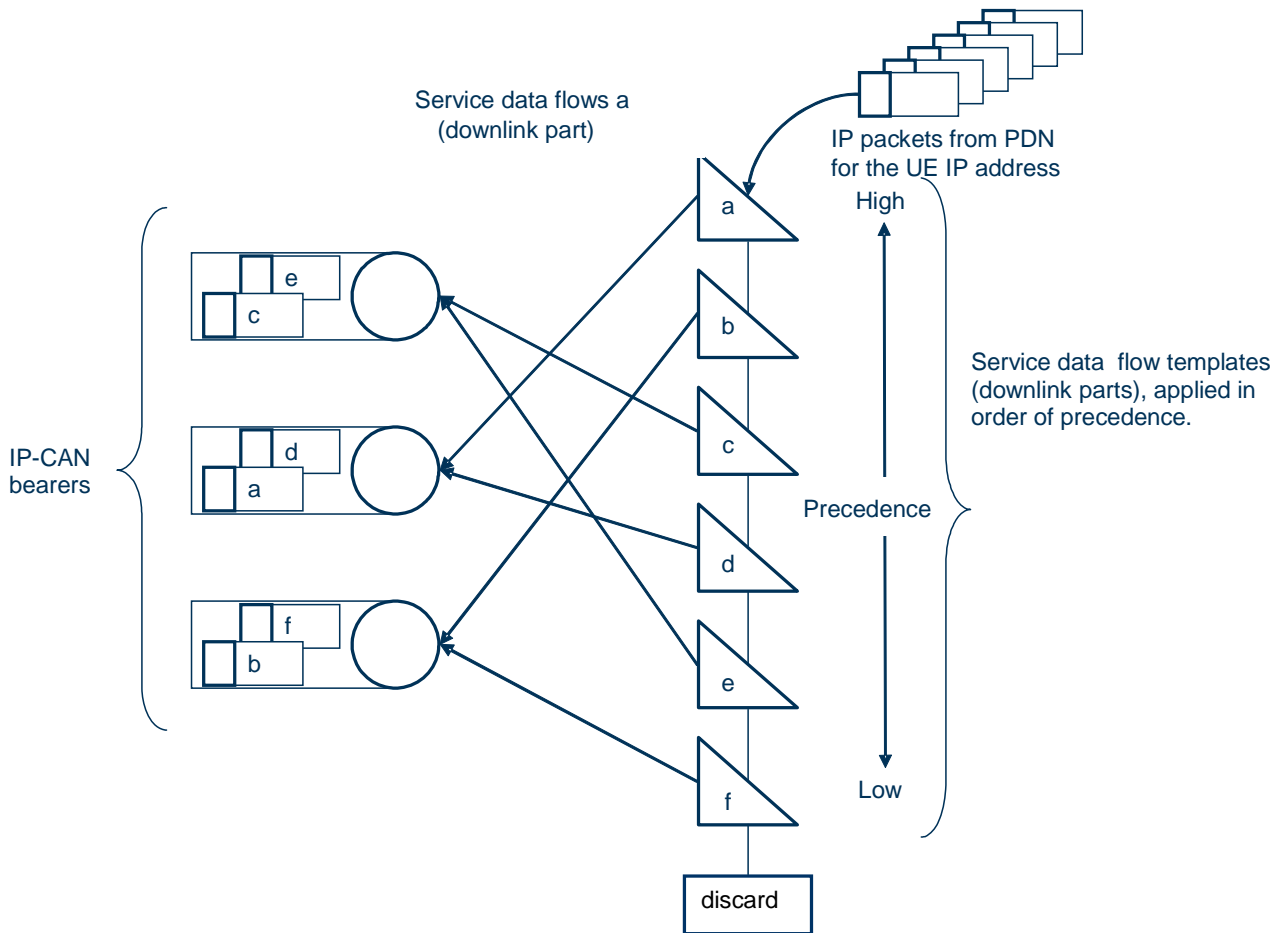 Service data flows a
(downlink part)
IP packets from PDN
for the UE IP address
a
High
e
c
b
Service data flow templates
(downlink parts), applied in
order of precedence.
c
IP-CAN
bearers
d
a
Precedence
d
f
b
e
f
Low
discard